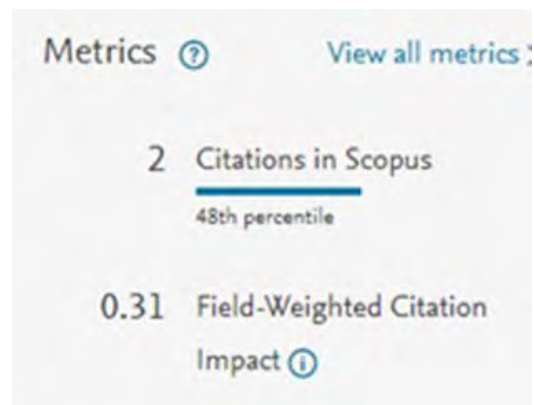 Metrics ?
View all metrics >
2 Citations in Scopus
48th percentile
0.31 Field-Weighted Citation
Impact i